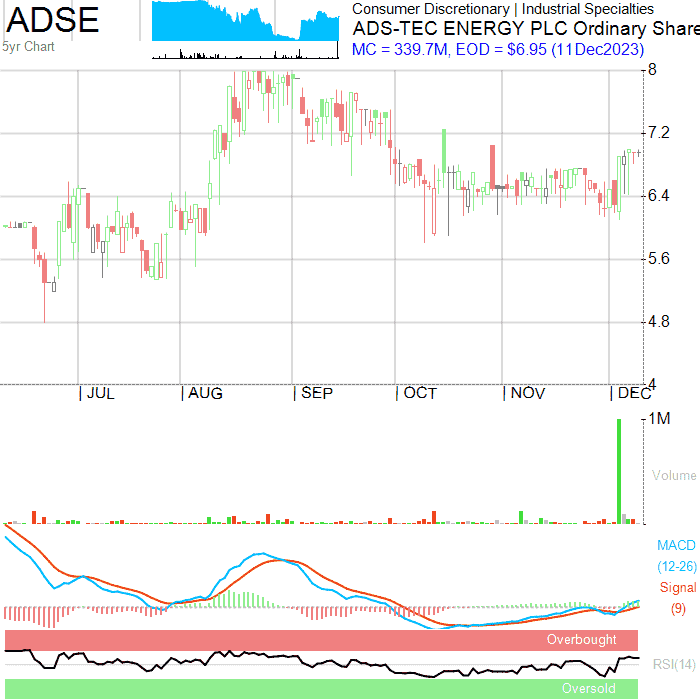 ADSE
5yr Chart
Consumer Discretionary | Industrial Specialties
ADS-TEC ENERGY PLC Ordinary Share
MC = 339.7M, EOD = $6.95 (11Dec2023)
8
7.2
6.4
5.6
4.8
4
| JUL | AUG | SEP | OCT | NOV | DEC
1M
Volume
MACD
(12-26)
Signal
(9)
Overbought
RSI(14)
Oversold